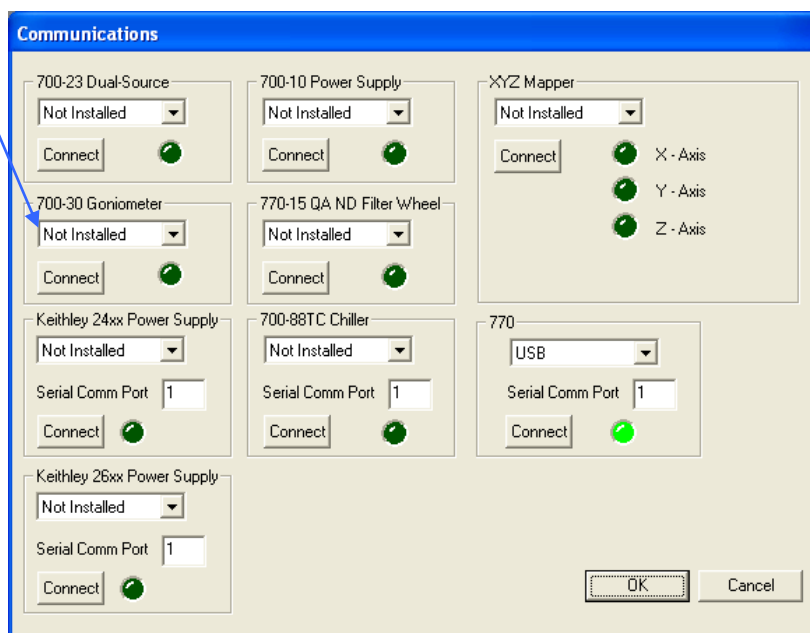 Communications
700-23 Dual-Source
Not Installed
Connect
700-10 Power Supply
Not Installed
Connect
XYZ Mapper
Not Installed
Connect
X - Axis
Y - Axis
Z - Axis
700-30 Goniometer
Not Installed
Connect
770-15 QA ND Filter Wheel
Not Installed
Connect
Keithley 24xx Power Supply
Not Installed
Serial Comm Port 1
Connect
700-88TC Chiller
Not Installed
Serial Comm Port 1
Connect
770
USB
Serial Comm Port 1
Connect
Keithley 26xx Power Supply
Not Installed
Serial Comm Port 1
Connect
OK
Cancel